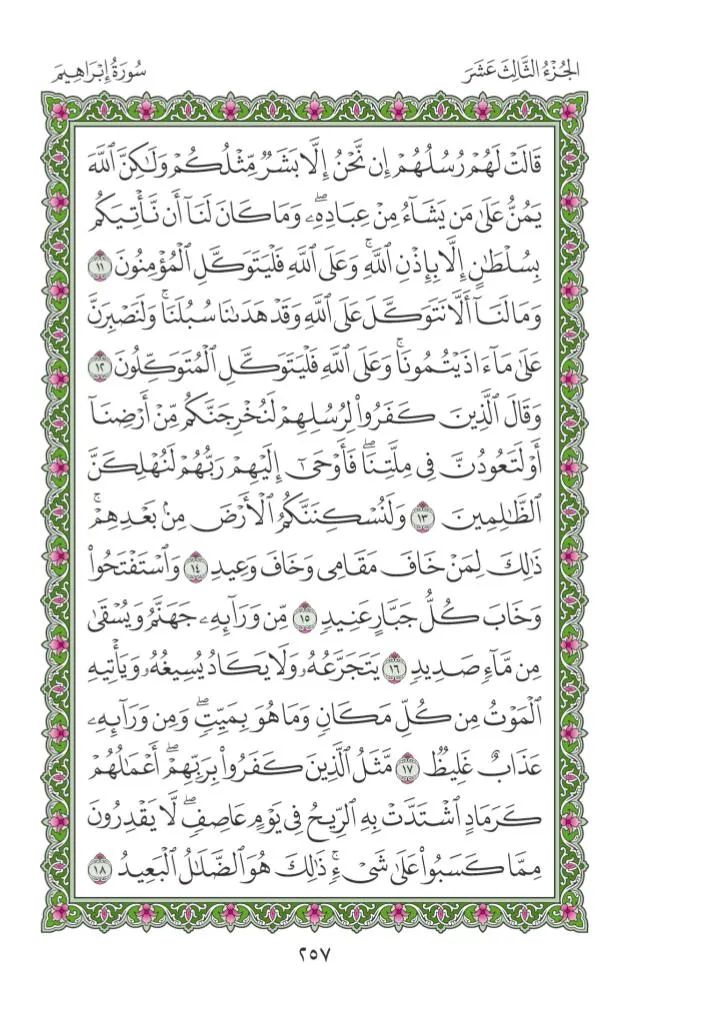 الجُزْءُ الثَّالِثَ عَشَرَ
سُورَةُ إِبْرَاهِيمَ
قَالَتْ لَهُمْ رُسُلُهُمْ إِن نَّحْنُ إِلَّا بَشَرٌ مِّثْلُكُمْ وَلَٰكِنَّ ٱللَّهَ
يَمُنُّ عَلَىٰ مَن يَشَآءُ مِنْ عِبَادِهِۦۖ وَمَا كَانَ لَنَآ أَن نَّأْتِيَكُم
بِسُلْطَٰنٍ إِلَّا بِإِذْنِ ٱللَّهِۚ وَعَلَى ٱللَّهِ فَلْيَتَوَكَّلِ ٱلْمُؤْمِنُونَ ١١
وَمَا لَنَآ أَلَّا نَتَوَكَّلَ عَلَى ٱللَّهِ وَقَدْ هَدَىٰنَا سُبُلَنَاۚ وَلَنَصْبِرَنَّ
عَلَىٰ مَآ ءَاذَيْتُمُونَاۚ وَعَلَى ٱللَّهِ فَلْيَتَوَكَّلِ ٱلْمُتَوَكِّلُونَ ١٢
وَقَالَ ٱلَّذِينَ كَفَرُوا۟ لِرُسُلِهِمْ لَنُخْرِجَنَّكُم مِّنْ أَرْضِنَآ
أَوْ لَتَعُودُنَّ فِى مِلَّتِنَاۖ فَأَوْحَىٰٓ إِلَيْهِمْ رَبُّهُمْ لَنُهْلِكَنَّ
ٱلظَّٰلِمِينَ ١٣ وَلَنُسْكِنَنَّكُمُ ٱلْأَرْضَ مِنۢ بَعْدِهِمْۚ
ذَٰلِكَ لِمَنْ خَافَ مَقَامِى وَخَافَ وَعِيدِ ١٤ وَٱسْتَفْتَحُوا۟
وَخَابَ كُلُّ جَبَّارٍ عَنِيدٍ ١٥ مِّن وَرَآئِهِۦ جَهَنَّمُ وَيُسْقَىٰ
مِن مَّآءٍ صَدِيدٍ ١٦ يَتَجَرَّعُهُۥ وَلَا يَكَادُ يُسِيغُهُۥ وَيَأْتِيهِ
ٱلْمَوْتُ مِن كُلِّ مَكَانٍ وَمَا هُوَ بِمَيِّتٍۖ وَمِن وَرَآئِهِۦ
عَذَابٌ غَلِيظٌ ١٧ مَّثَلُ ٱلَّذِينَ كَفَرُوا۟ بِرَبِّهِمْۖ أَعْمَٰلُهُمْ
كَرَمَادٍ ٱشْتَدَّتْ بِهِ ٱلرِّيحُ فِى يَوْمٍ عَاصِفٍۖ لَّا يَقْدِرُونَ
مِمَّا كَسَبُوا۟ عَلَىٰ شَىْءٍۚ ذَٰلِكَ هُوَ ٱلضَّلَٰلُ ٱلْبَعِيدُ ١٨
٢٥٧